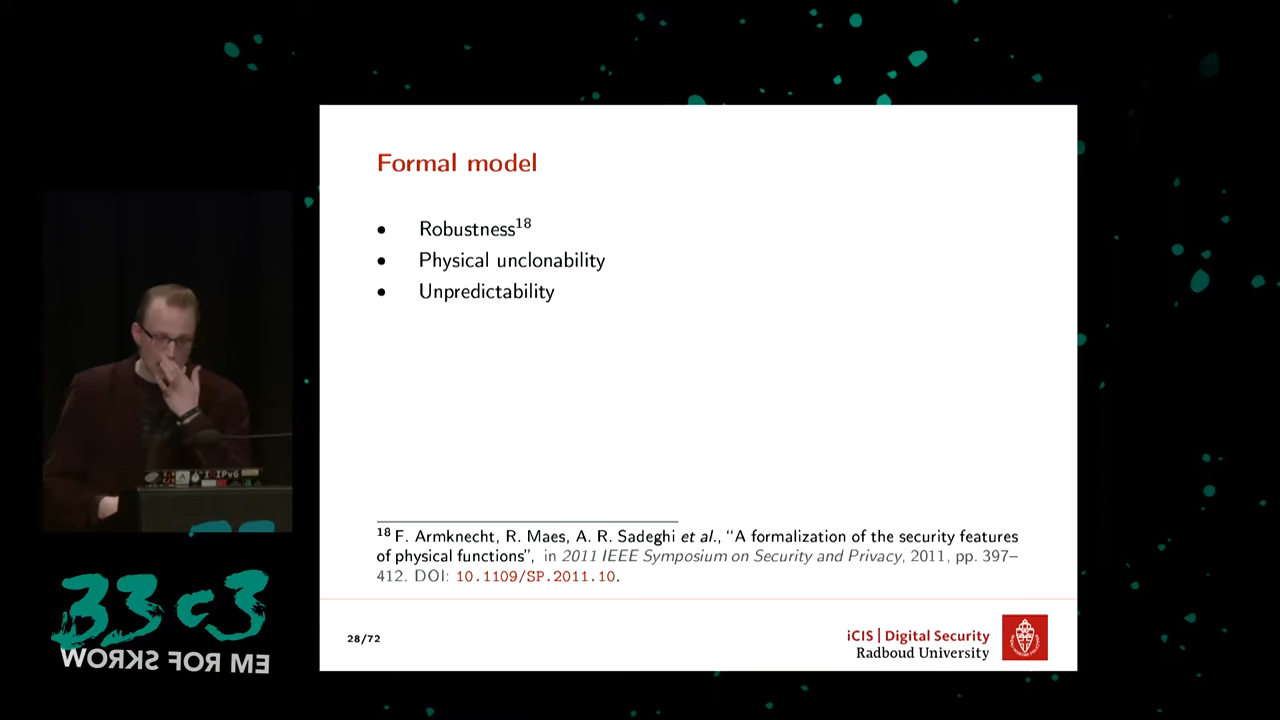 Formal model
• Robustness18
• Physical unclonability
• Unpredictability
18 F. Armknecht, R. Maes, A. R. Sadeghi et al., “A formalization of the security features
of physical functions”, in 2011 IEEE Symposium on Security and Privacy, 2011, pp. 397–
412. DOI: 10.1109/SP.2011.10.
28/72
iCIS | Digital Security
Radboud University
33c3
WORKS FOR ME